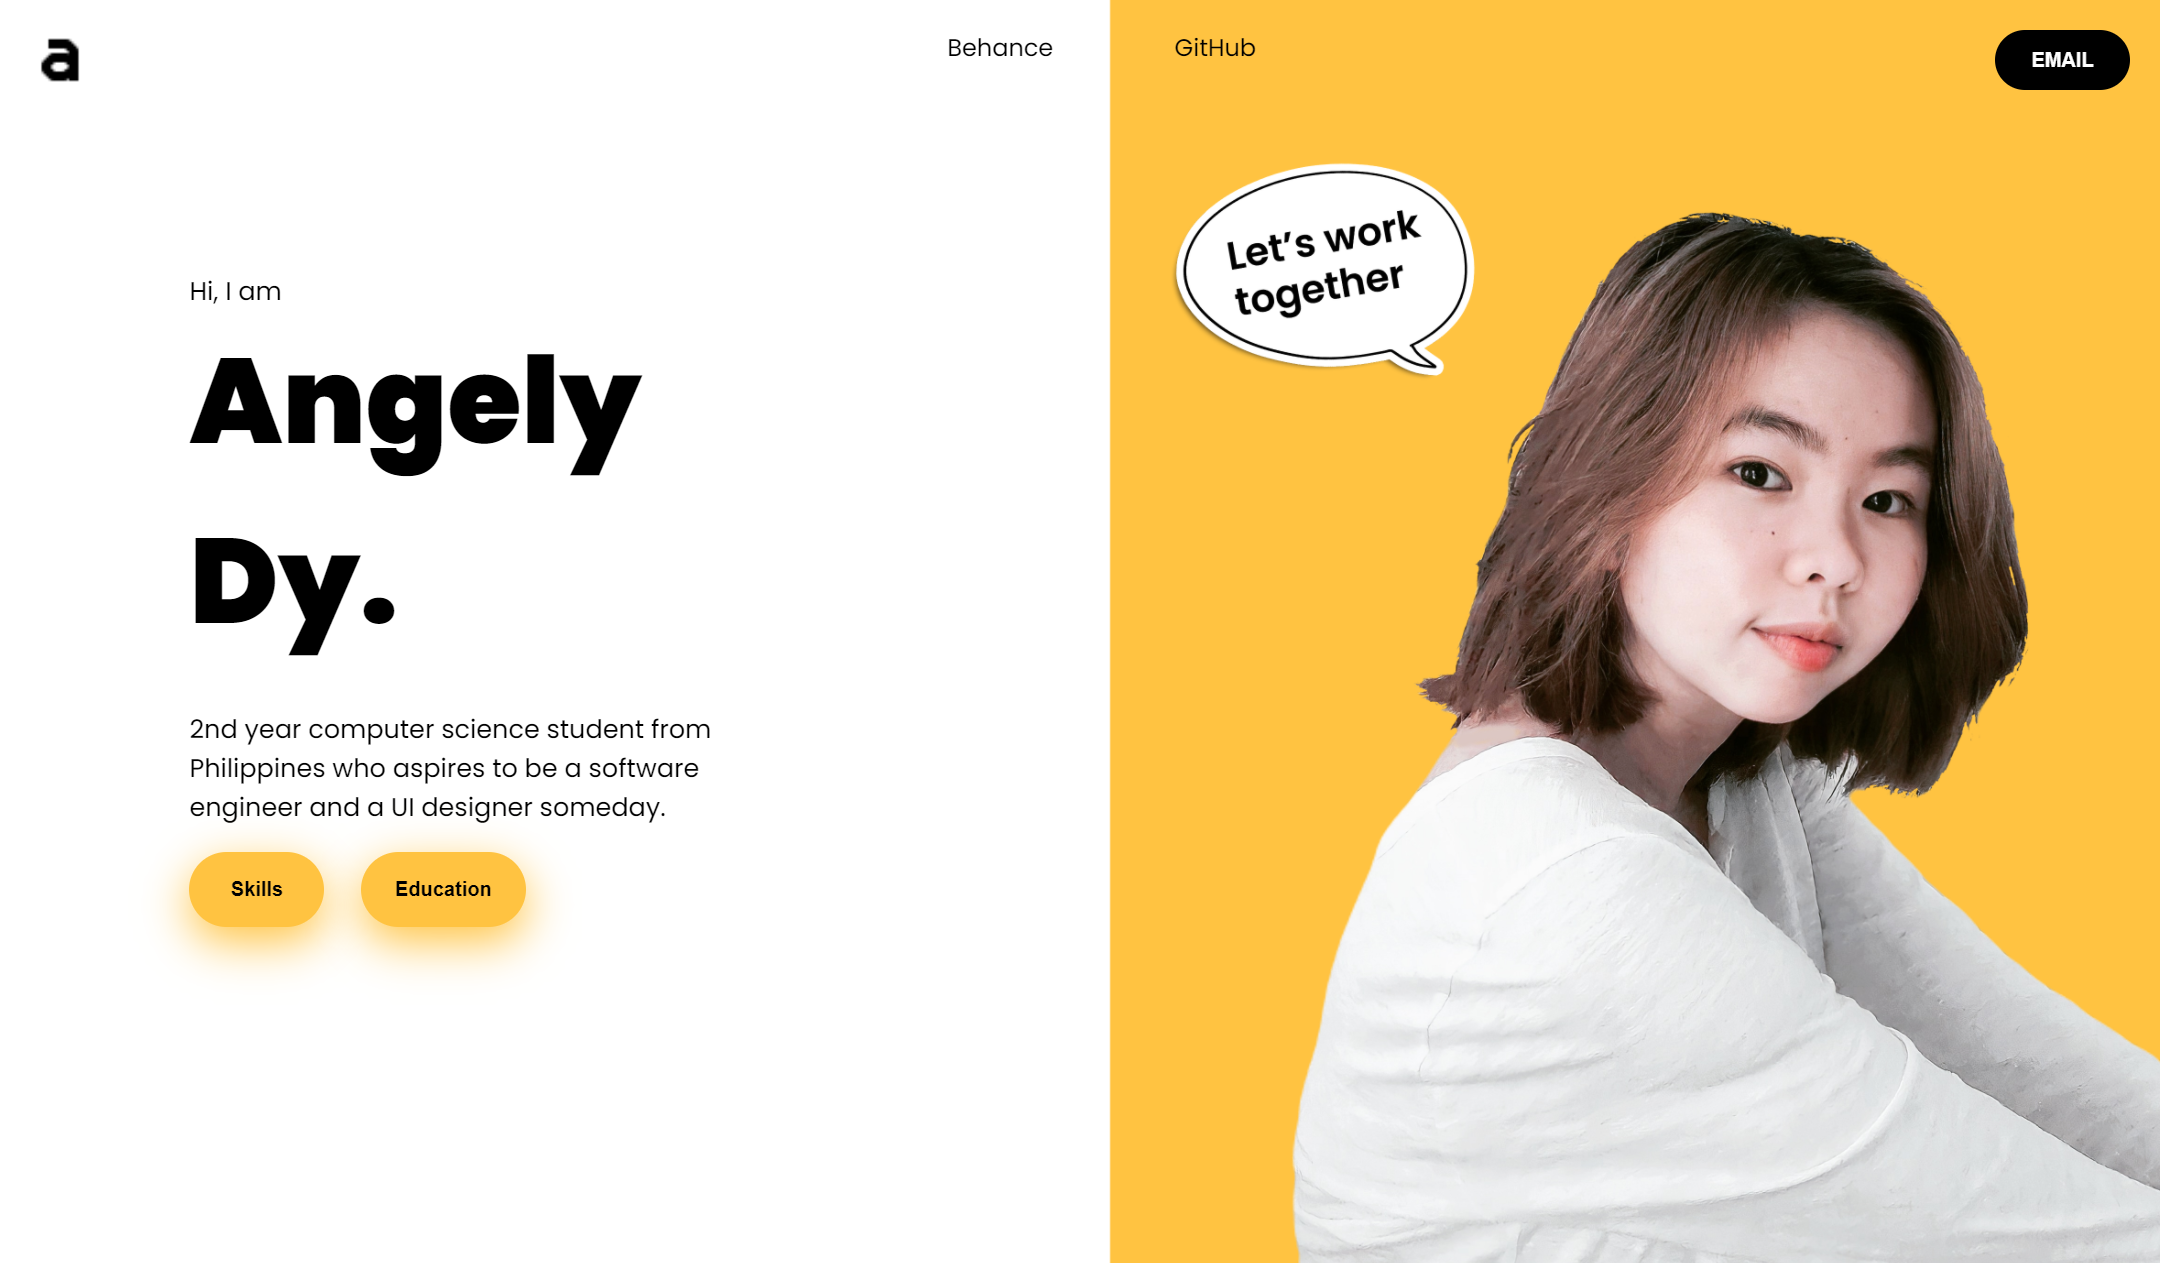 a
Behance
GitHub
EMAIL
Let’s work
together
Hi, I am
Angely
Dy.
2nd year computer science student from
Philippines who aspires to be a software
engineer and a UI designer someday.
Skills
Education